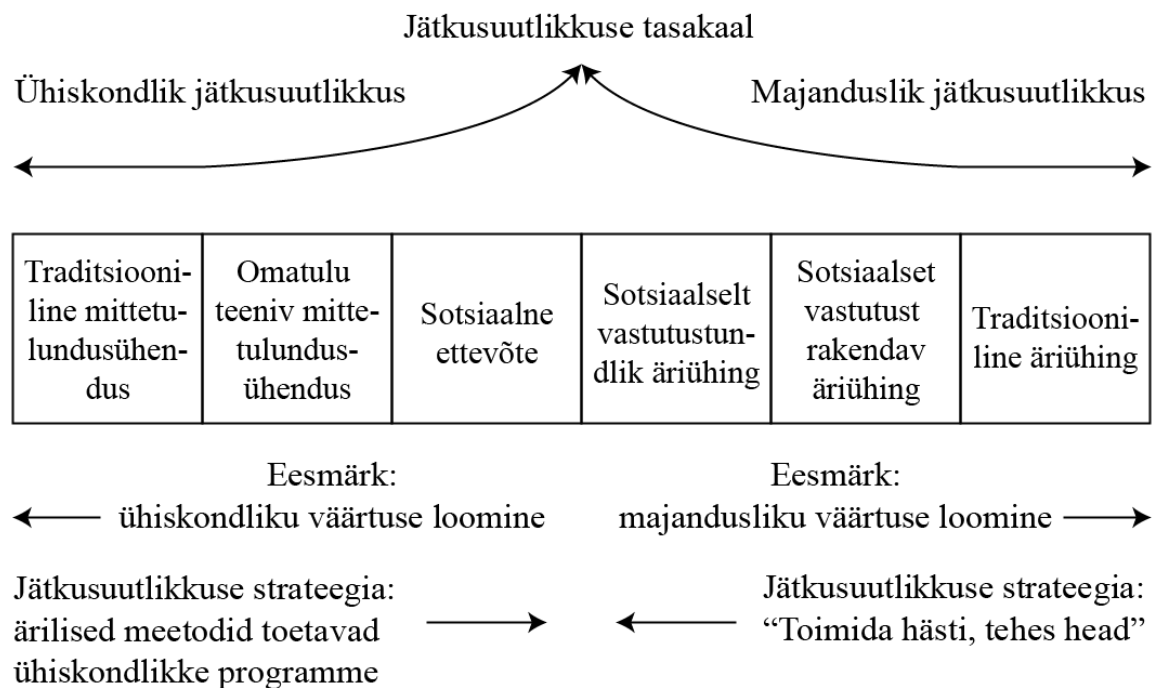 Jätkusuutlikkuse tasakaal
Ühiskondlik jätkusuutlikkus
Majanduslik jätkusuutlikkus
Traditsiooni-
line mittetu-
lundusühen-
dus
Omatulu
teeniv mitte-
tulundus-
ühendus
Sotsiaalne
ettevõte
Sotsiaalselt
vastutustun-
dlik äriühing
Sotsiaalset
vastutust
rakendav
äriühing
Traditsiooni-
line äriühing
Eesmärk:
ühiskondliku väärtuse loomine
Eesmärk:
majandusliku väärtuse loomine
Jätkusuutlikkuse strateegia:
ärilised meetodid toetavad
ühiskondlikke programme
Jätkusuutlikkuse strateegia:
“Toimida hästi, tehes head”